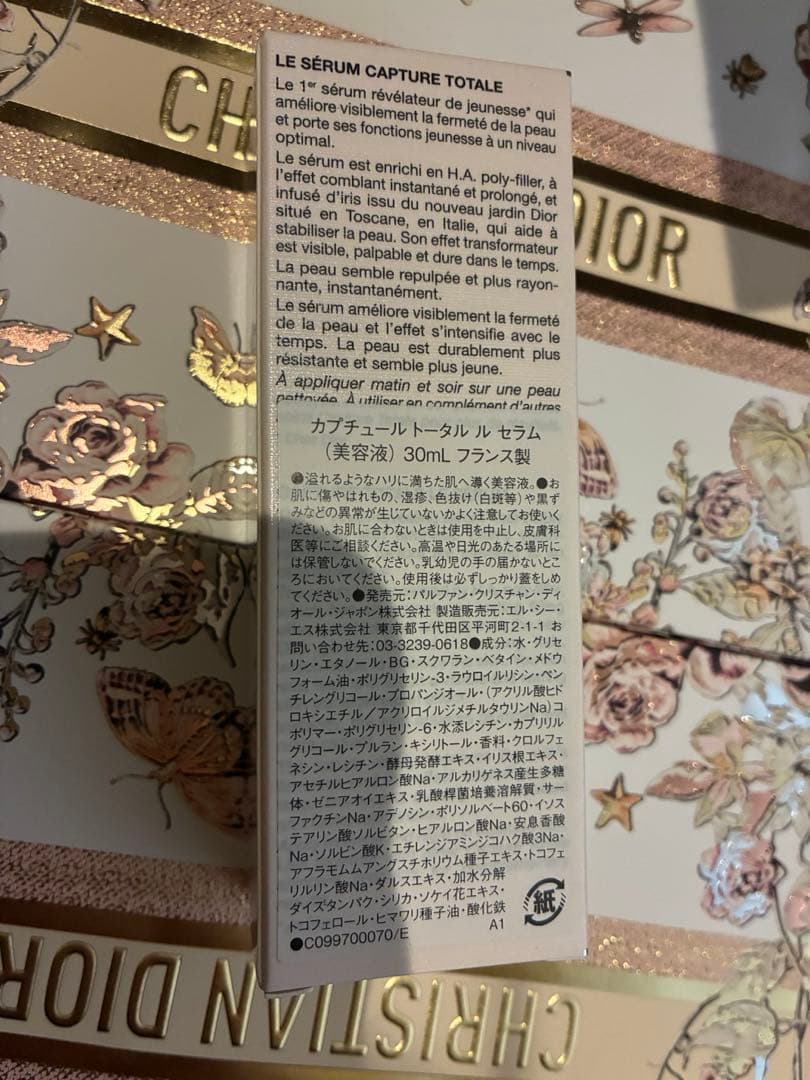 CH
DIOR
LE SÉRUM CAPTURE TOTALE
Le 1er sérum révélateur de jeunesse* qui
améliore visiblement la fermeté de la peau
et porte ses fonctions jeunesse à un niveau
optimal.
Le sérum est enrichi en H.A. poly-filler, à
l'effet comblant instantané et prolongé, et
infusé d'iris issu du nouveau jardin Dior
situé en Toscane, en Italie, qui aide à
stabiliser la peau. Son effet transformateur
est visible, palpable et dure dans le temps.
La peau semble repulpée et plus rayon-
nante, instantanément.
Le sérum améliore visiblement la fermeté
de la peau et l'effet s'intensifie avec le
temps. La peau est durablement plus
résistante et semble plus jeune.
À appliquer matin et soir sur une peau
nettoyée. À utiliser en complément d'autres
カプチュール トータル ル セラム
(美容液) 30mL フランス製
●溢れるようなハリに満ちた肌へ導く美容液。●お
肌に傷やはれもの、湿疹、色抜け(白斑等)や黒ず
みなどの異常が生じていないかよく注意してお使いく
ださい。お肌に合わないときは使用を中止し、皮膚科
医等にご相談ください。高温や日光のあたる場所に
は保管しないでください。乳幼児の手の届かないとこ
ろにおいてください。使用後は必ずしっかり蓋をしめ
てください。●発売元:パルファン・クリスチャン・ディ
オール・ジャポン株式会社 製造販売元:エル・シー・
エス株式会社 東京都千代田区平河町2-1-1 お
問い合わせ先:03-3239-0618●成分:水・グリセ
リン・エタノール・BG・スクワラン・ベタイン・メドウ
フォーム油・ポリグリセリン-3・ラウロイルリシン・ペン
チレングリコール・プロパンジオール・(アクリル酸ヒド
ロキシエチル/アクリロイルジメチルタウリンNa)コ
ポリマー・ポリグリセリン-6・水添レシチン・カプリリル
グリコール・プルラン・キシリトール・香料・クロルフェ
ネシン・レシチン・酵母発酵エキス・イリス根エキス・
アセチルヒアルロン酸Na・アルカリゲネス産生多糖
体・ゼニアオイエキス・乳酸桿菌培養溶解質・サー
ファクチンNa・アデノシン・ポリソルベート60・イソス
テアリン酸ソルビタン・ヒアルロン酸Na・安息香酸
Na・ソルビン酸K・エチレンジアミンジコハク酸3Na・
アフラモムムアングスチホリウム種子エキス・トコフェ
リルリン酸Na・ダルスエキス・加水分解
ダイズタンパク・シリカ・ソケイ花エキス・
トコフェロール・ヒマワリ種子油・酸化鉄
●C099700070/E A1
紙
CHRISTIAN DIOR